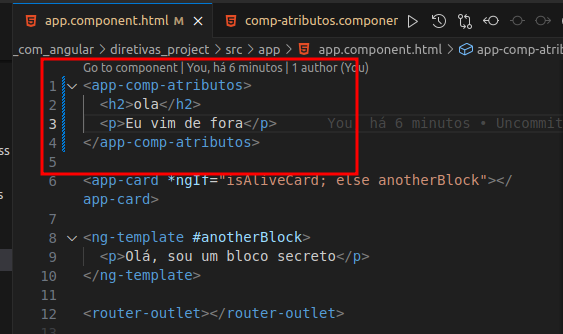 app.component.html
comp-atributos.componer
_com_angular > diretivas_project > src > app > app.component.html > app-comp-atrib
Go to component | You, há 6 minutos | 1 author (You)
1 <app-comp-atributos>
2 <h2>ola</h2>
3 <p>Eu vim de fora</p> You há 6 minutos • Uncommit
4 </app-comp-atributos>
5
6 <app-card *ngIf="isAliveCard; else anotherBlock"></
app-card>
7
8 <ng-template #anotherBlock>
9 <p>Olá, sou um bloco secreto</p>
10 </ng-template>
11
12 <router-outlet></router-outlet>
13
ss
s